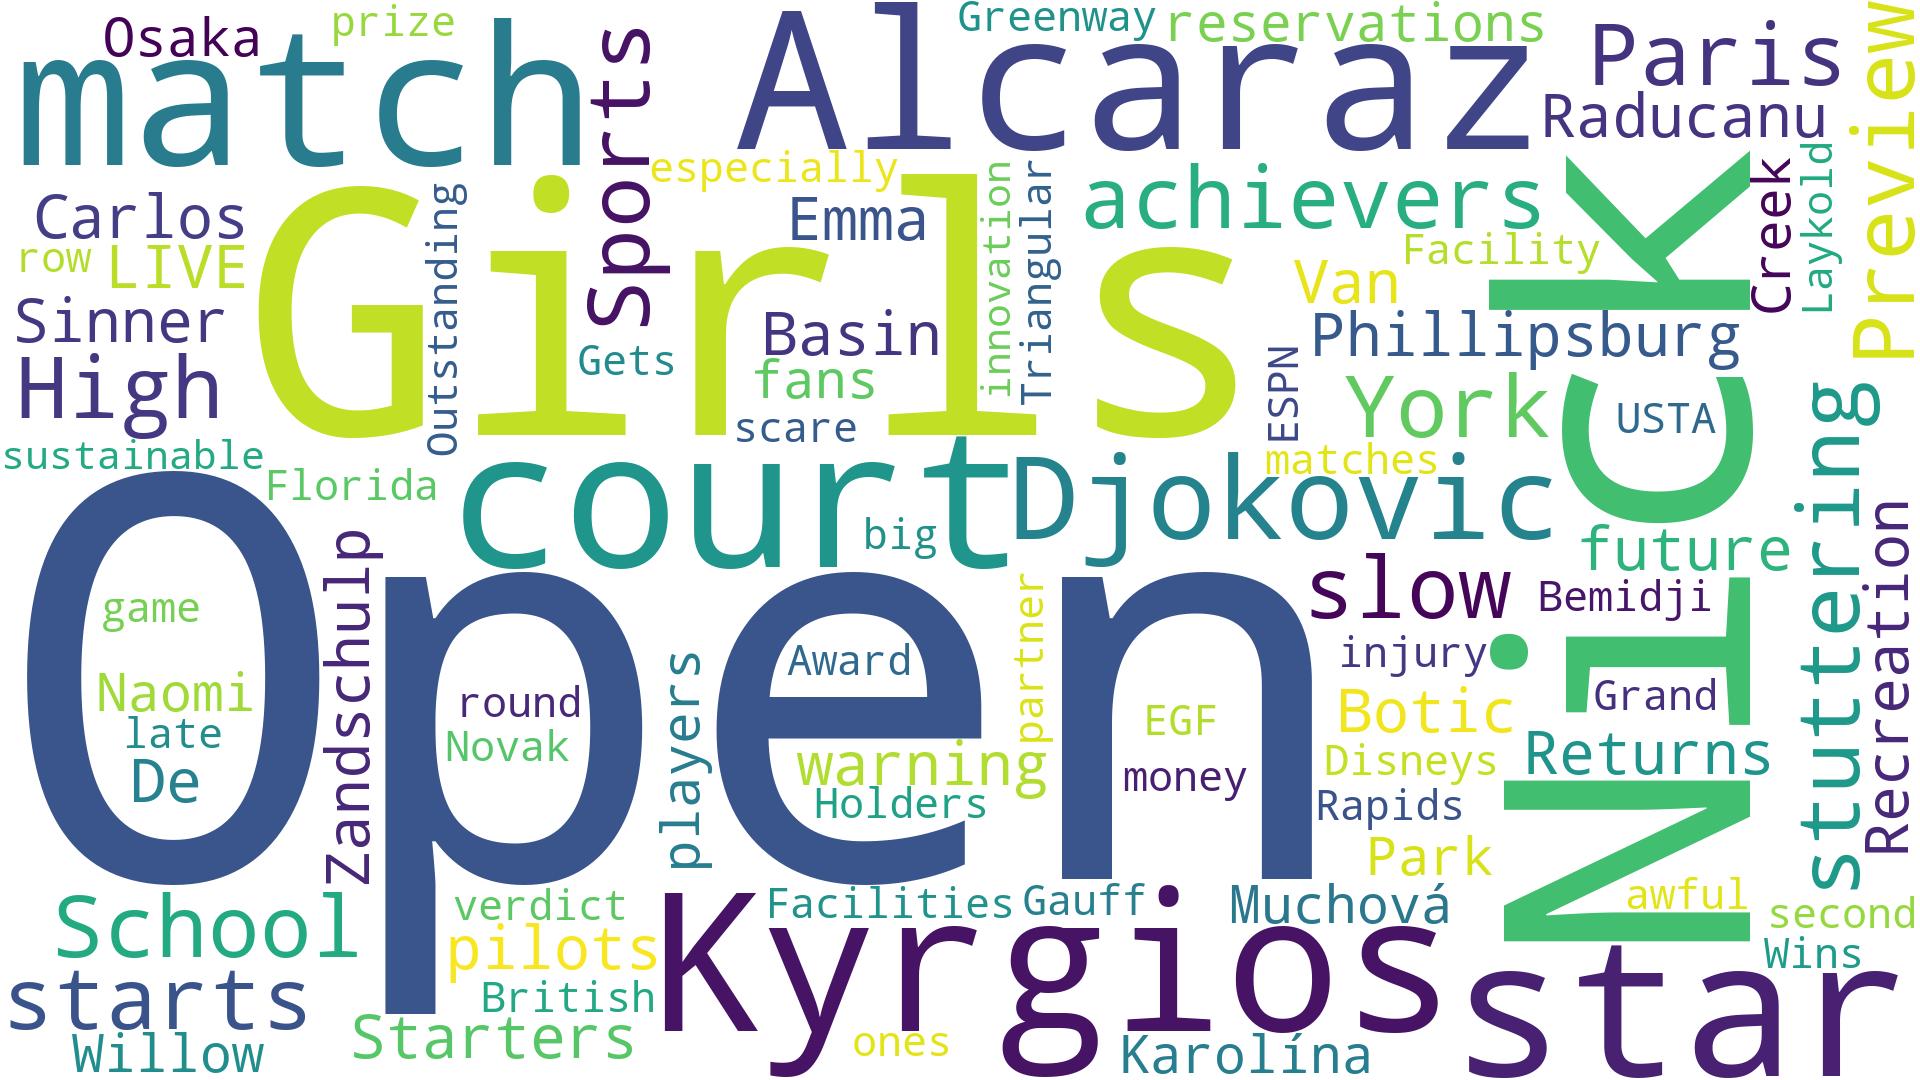 Osaka
prize
match
Sports
Alcaraz
Greenway
reservations
Paris
Raducanu
Preview
especially
Carlos
row
LIVE
Outstanding
Girls
Emma
innovation
Triangular
achievers
Facility
Van
Creek
Laykold
Sinner
High
Gets
Basin
fans
scare
ESPN
Phillipsburg
York
USTA
matches
Nick
sustainable
Florida
court
big
Djokovic
stuttering
Recreation
future
Open
game
Naomi
late
De
Zandschulp
round
Novak
players
Award
partner
warning
Holders
EGF
money
slow
Bemidji
injury
Grand
Botic
Disneys
Returns
Rapids
Park
School
starts
Willow
verdict
pilots
British
Starters
Kyrgios
Facilities
Gauff
Muchová
ones
Karolína
awful
second
Wins
star